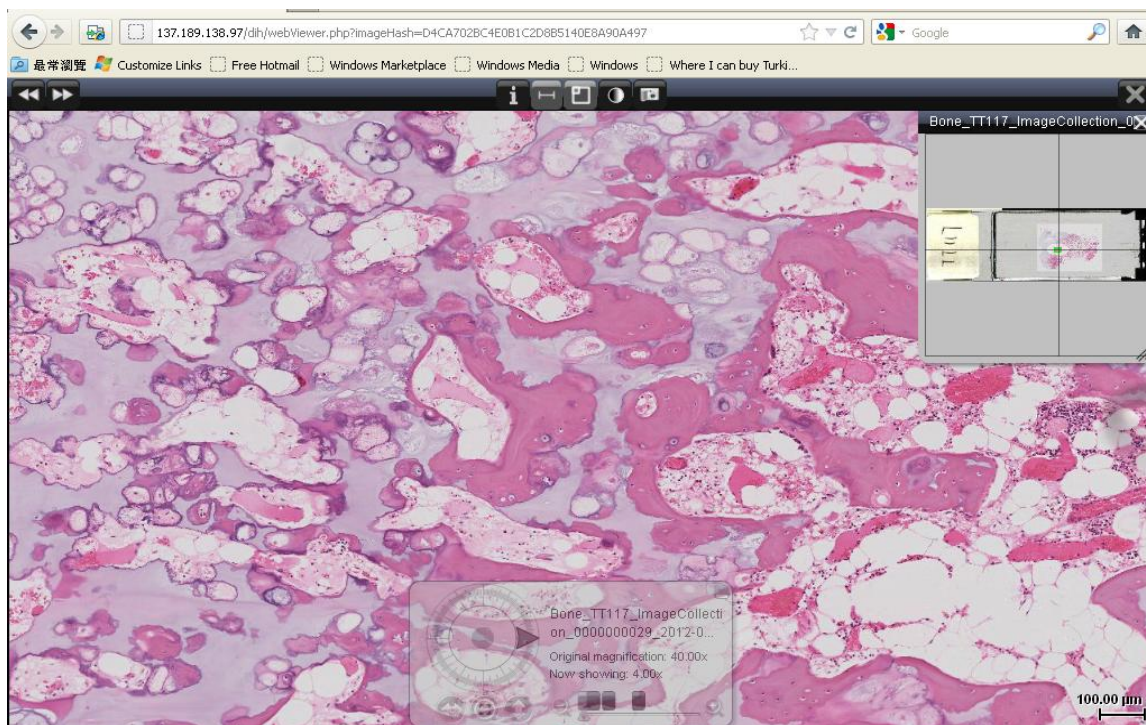 137.189.138.97/dih/webViewer.php?imageHash=D4CA702BC4E0B1C2D8B5140E8A90A497
Google
最常瀏覽 Customize Links Free Hotmail Windows Marketplace Windows Media Windows Where I can buy Turki...
Bone_TT117_ImageCollection_0
Bone_TT117_ImageCollecti
on_0000000029_2012-0...
Original magnification: 40.00x
Now showing: 4.00x
100.00 µm